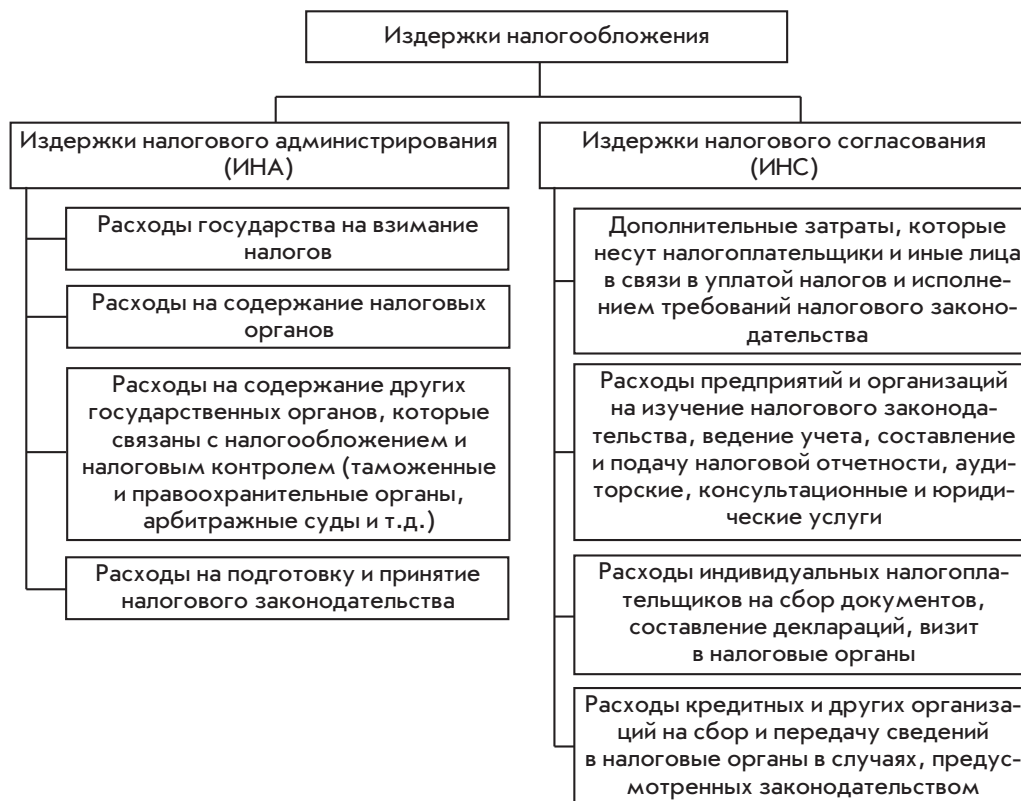 Издержки налогообложения
Издержки налогового администрирования
(ИНА)
Расходы государства на взимание
налогов
Расходы на содержание налоговых
органов
Расходы на содержание других
государственных органов, которые
связаны с налогообложением и
налоговым контролем (таможенные
и правоохранительные органы,
арбитражные суды и т.д.)
Расходы на подготовку и принятие
налогового законодательства
Издержки налогового согласования
(ИНС)
Дополнительные затраты, которые
несут налогоплательщики и иные лица
в связи в уплатой налогов и исполне-
нием требований налогового законо-
дательства
Расходы предприятий и организаций
на изучение налогового законода-
тельства, ведение учета, составление
и подачу налоговой отчетности, ауди-
торские, консультационные и юриди-
ческие услуги
Расходы индивидуальных налогопла-
тельщиков на сбор документов,
составление деклараций, визит
в налоговые органы
Расходы кредитных и других организа-
ций на сбор и передачу сведений
в налоговые органы в случаях, предус-
мотренных законодательством